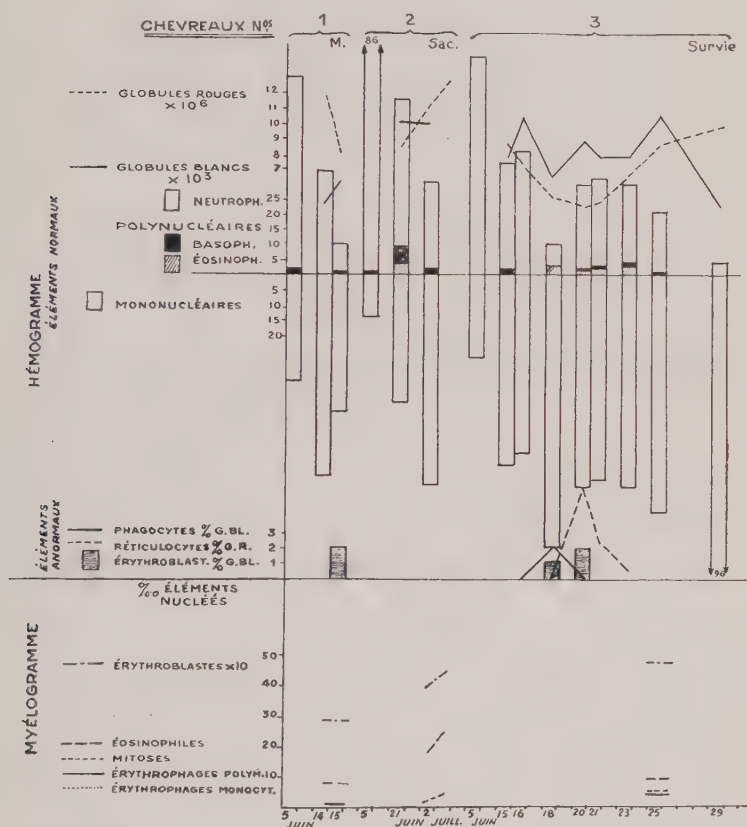 CHEVREAUX Nos 1 2 3
M. 86 Sac. Survie
12
GLOBULES ROUGES
× 10⁶
11
10
9
8
GLOBULES BLANCS
× 10³
7
NEUTROPH.
25
20
POLYNUCLÉAIRES
15
BASOPH.
10
ÉOSINOPH.
5
5
MONONUCLÉAIRES
10
15
20
HÉMOGRAMME
ÉLÉMENTS NORMAUX
ÉLÉMENTS
ANORMAUX
PHAGOCYTES % G.BL. 3
RÉTICULOCYTES % G.R. 2
ÉRYTHROBLAST. % G.BL. 1
90
%o ÉLÉMENTS
NUCLÉÉS
MYÉLOGRAMME
50
ÉRYTHROBLASTES ×10
40
30
20
ÉOSINOPHILES
MITOSES
ÉRYTHROPHAGES POLYN. 10
ÉRYTHROPHAGES MONOCYT.
5 14 15 5 21 2 5 15 16 18 20 21 23 25 29
JUIN JUIN JUILL. JUIN